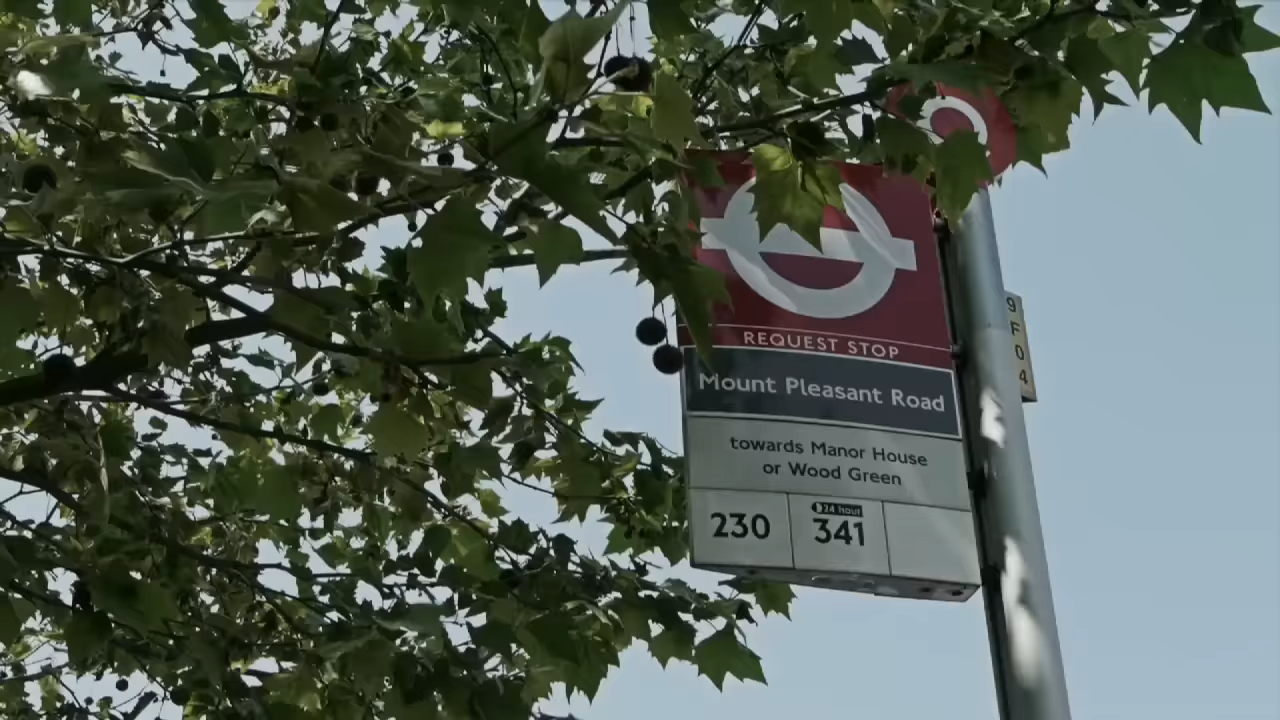 REQUEST STOP
Mount Pleasant Road
towards Manor House
or Wood Green
230
24 hour
341
9
F
0
4